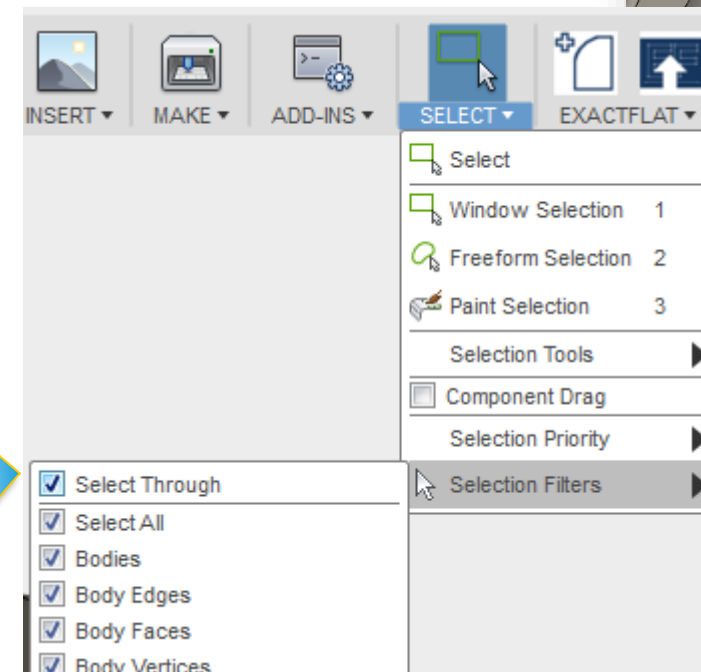 INSERT ▾ MAKE ▾ ADD-INS ▾ SELECT ▾ EXACTFLAT ▾
Select
Window Selection 1
Freeform Selection 2
Paint Selection 3
Selection Tools
Component Drag
Selection Priority
Selection Filters
Select Through
Select All
Bodies
Body Edges
Body Faces
Body Vertices